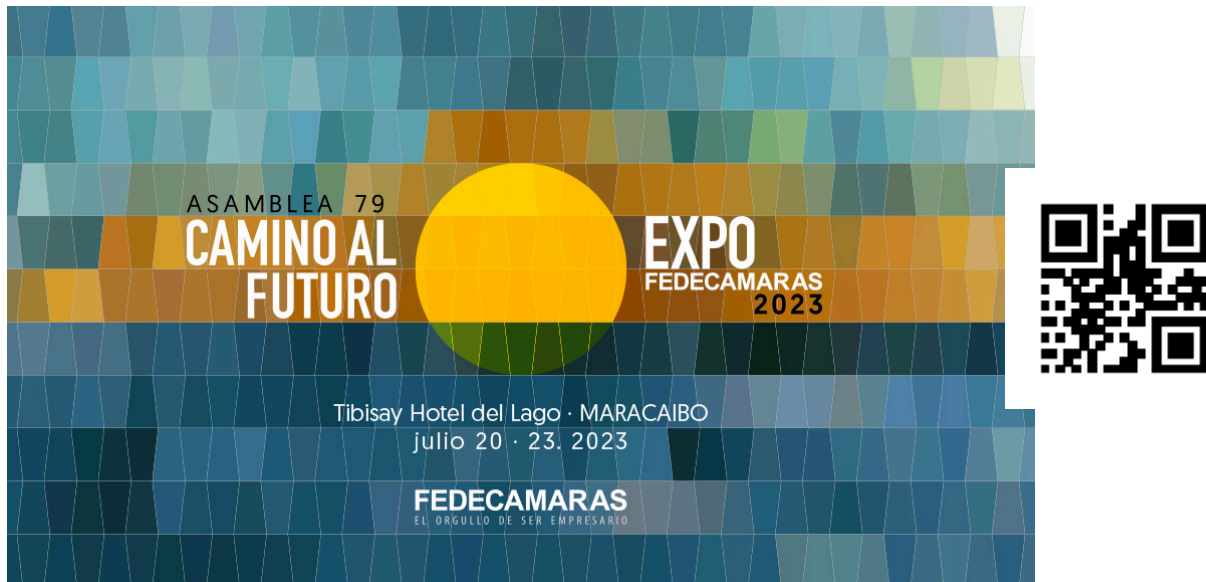 ASAMBLEA 79
CAMINO AL
FUTURO
EXPO
FEDECAMARAS
2023
Tibisay Hotel del Lago · MARACAIBO
julio 20 · 23. 2023
FEDECAMARAS
EL ORGULLO DE SER EMPRESARIO